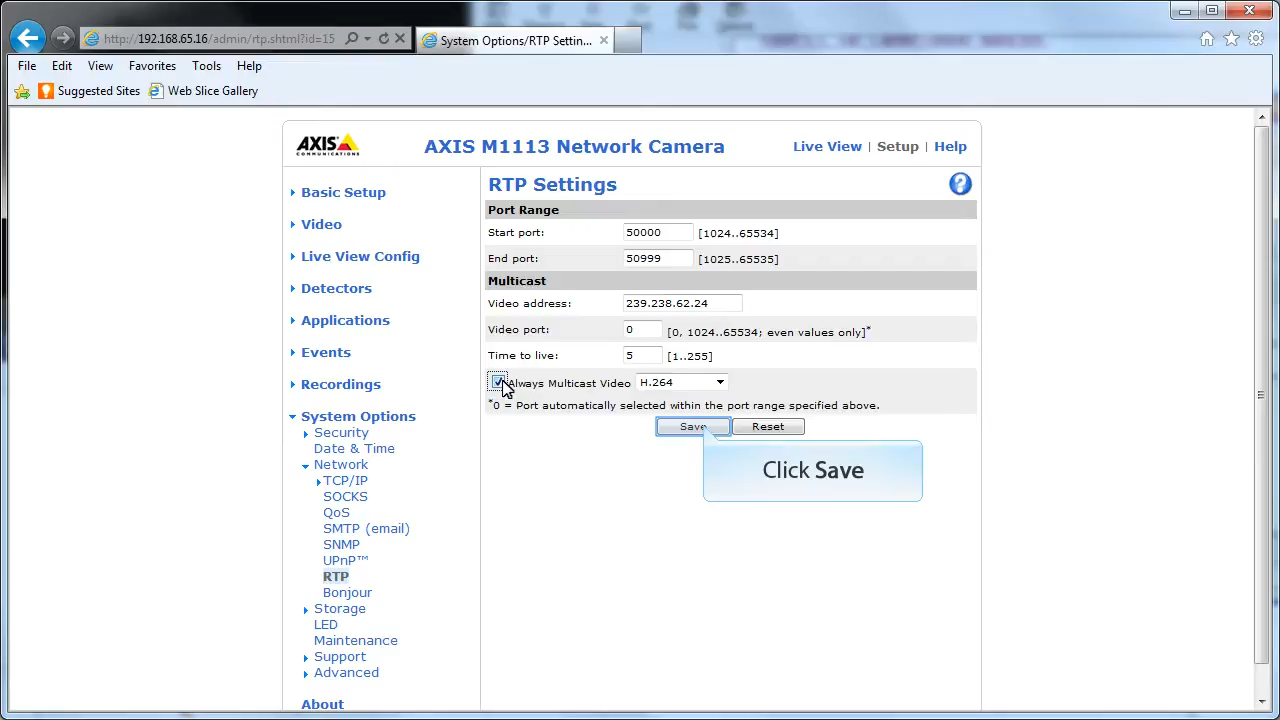 http://192.168.65.16/admin/rtp.shtml?id=15
System Options/RTP Settin...
File Edit View Favorites Tools Help
Suggested Sites Web Slice Gallery
AXIS COMMUNICATIONS
AXIS M1113 Network Camera
Live View | Setup | Help
Basic Setup
Video
Live View Config
Detectors
Applications
Events
Recordings
System Options
Security
Date & Time
Network
TCP/IP
SOCKS
QoS
SMTP (email)
SNMP
UPnP™
RTP
Bonjour
Storage
LED
Maintenance
Support
Advanced
About
RTP Settings
Port Range
Start port: 50000 [1024..65534]
End port: 50999 [1025..65535]
Multicast
Video address: 239.238.62.24
Video port: 0 [0, 1024..65534; even values only]*
Time to live: 5 [1..255]
Always Multicast Video H.264
*0 = Port automatically selected within the port range specified above.
Save Reset
Click Save